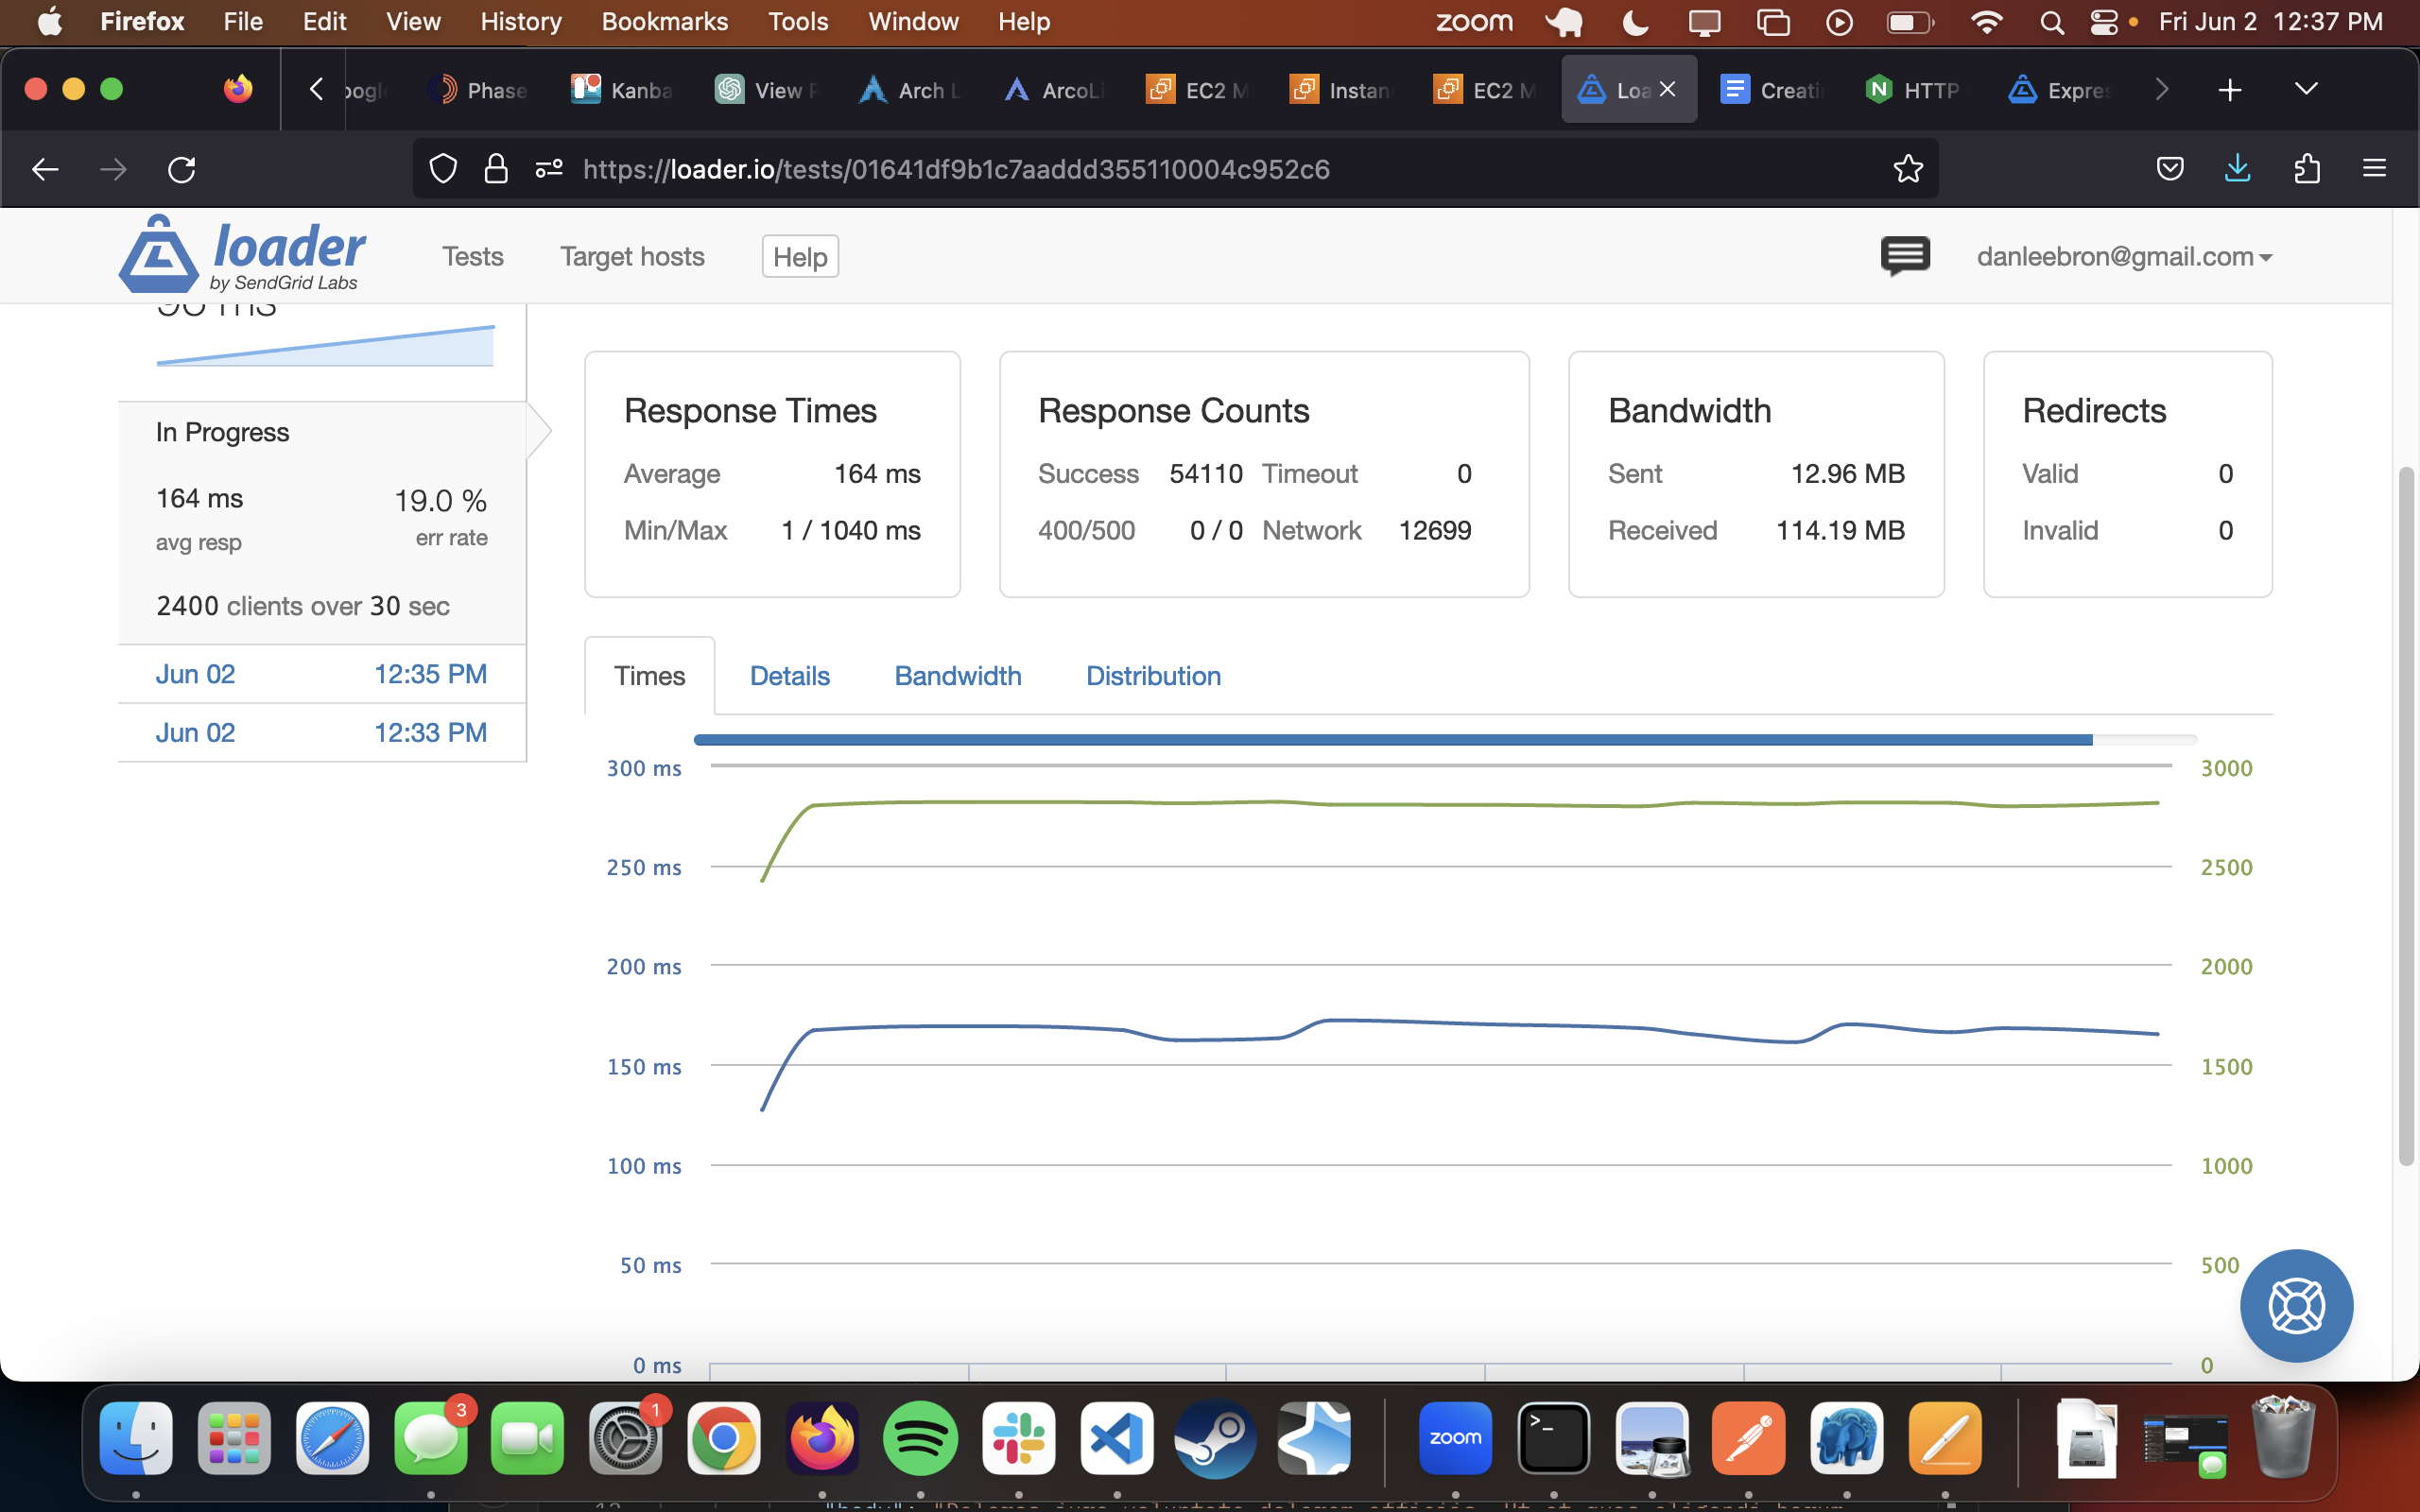 Firefox File Edit View History Bookmarks Tools Window Help zoom Fri Jun 2 12:37 PM
Phase Kanba View Arch L ArcoLi EC2 M Instan EC2 M Loa Creati HTTP Expres
https://loader.io/tests/01641df9b1c7aaddd355110004c952c6
loader
by SendGrid Labs
Tests Target hosts Help danleebron@gmail.com
In Progress
164 ms 19.0 %
avg resp err rate
2400 clients over 30 sec
Jun 02 12:35 PM
Jun 02 12:33 PM
Response Times
Average 164 ms
Min/Max 1 / 1040 ms
Response Counts
Success 54110 Timeout 0
400/500 0 / 0 Network 12699
Bandwidth
Sent 12.96 MB
Received 114.19 MB
Redirects
Valid 0
Invalid 0
Times Details Bandwidth Distribution
300 ms 3000
250 ms 2500
200 ms 2000
150 ms 1500
100 ms 1000
50 ms 500
0 ms 0
3 1 zoom